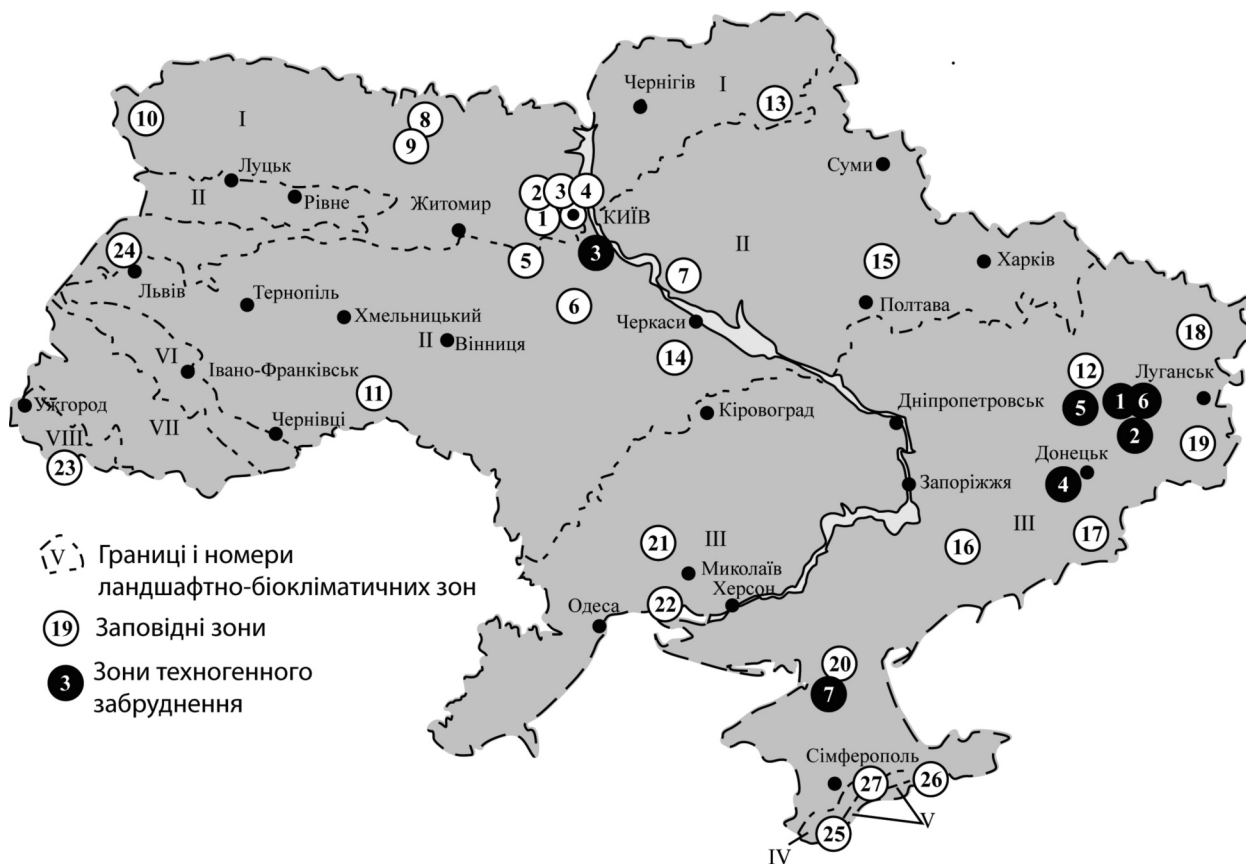 Чернігів
I
13
10
I
8
9
Суми
Луцьк
II
Рівне
Житомир
2
3
4
1
КИЇВ
3
5
II
15
Харків
24
Львів
7
Тернопіль
6
Полтава
Хмельницький
Черкаси
18
II
Вінниця
14
VI
Івано-Франківськ
12
Луганськ
11
Ужгород
1
6
5
Кіровоград
Дніпропетровськ
VII
Чернівці
VIII
2
19
23
Донецьк
4
Запоріжжя
III
17
V
Границі і номери
ландшафтно-біокліматичних зон
21
III
16
Миколаїв
Херсон
22
Одеса
19
Заповідні зони
3
Зони техногенного
забруднення
20
7
Сімферополь
27
26
V
25
IV